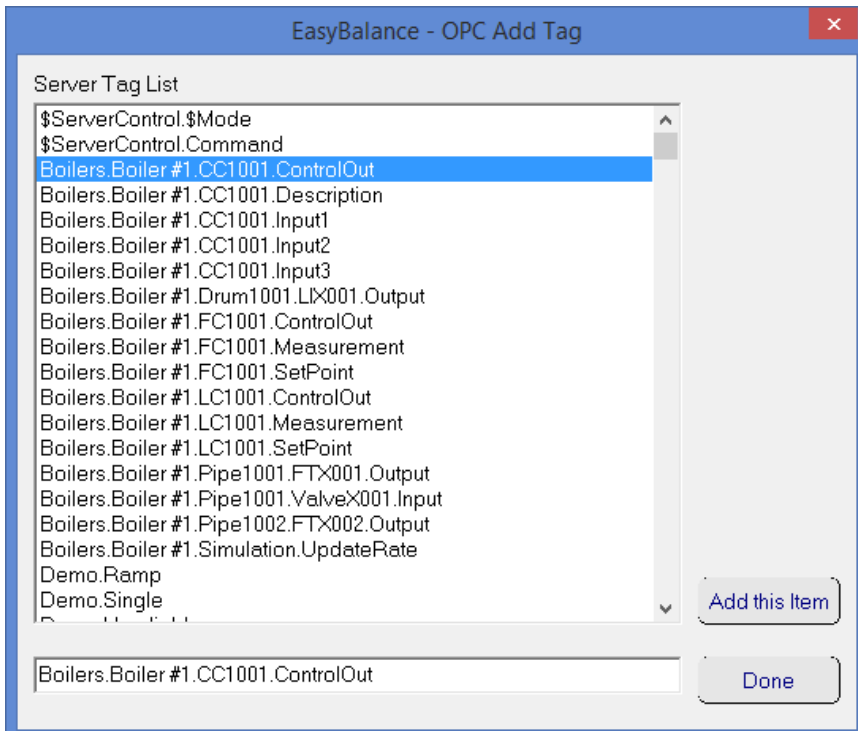 EasyBalance - OPC Add Tag
Server Tag List
$ServerControl.$Mode
$ServerControl.Command
Boilers.Boiler #1.CC1001.ControlOut
Boilers.Boiler #1.CC1001.Description
Boilers.Boiler #1.CC1001.Input1
Boilers.Boiler #1.CC1001.Input2
Boilers.Boiler #1.CC1001.Input3
Boilers.Boiler #1.Drum1001.LIX001.Output
Boilers.Boiler #1.FC1001.ControlOut
Boilers.Boiler #1.FC1001.Measurement
Boilers.Boiler #1.FC1001.SetPoint
Boilers.Boiler #1.LC1001.ControlOut
Boilers.Boiler #1.LC1001.Measurement
Boilers.Boiler #1.LC1001.SetPoint
Boilers.Boiler #1.Pipe1001.FTX001.Output
Boilers.Boiler #1.Pipe1001.ValveX001.Input
Boilers.Boiler #1.Pipe1002.FTX002.Output
Boilers.Boiler #1.Simulation.UpdateRate
Demo.Ramp
Demo.Single
Add this Item
Boilers.Boiler #1.CC1001.ControlOut
Done